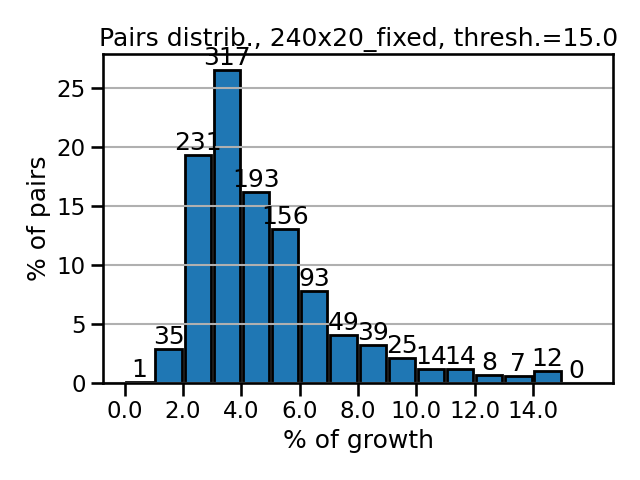 Pairs distrib., 240x20_fixed, thresh.=15.0
% of pairs
25
20
15
10
5
0
1 35 231 317 193 156 93 49 39 25 14 14 8 7 12 0
0.0 2.0 4.0 6.0 8.0 10.0 12.0 14.0
% of growth